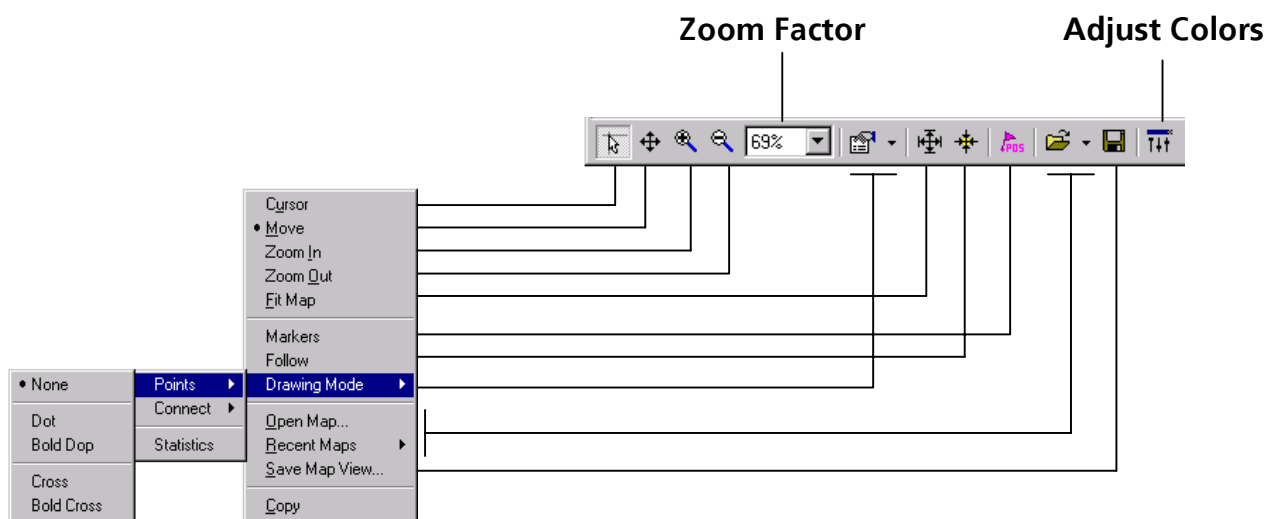 Zoom Factor
Adjust Colors
69%
POS
Cursor
Move
Zoom In
Zoom Out
Fit Map
Markers
Follow
Drawing Mode
Open Map...
Recent Maps
Save Map View...
Copy
Points
Connect
Statistics
None
Dot
Bold Dop
Cross
Bold Cross